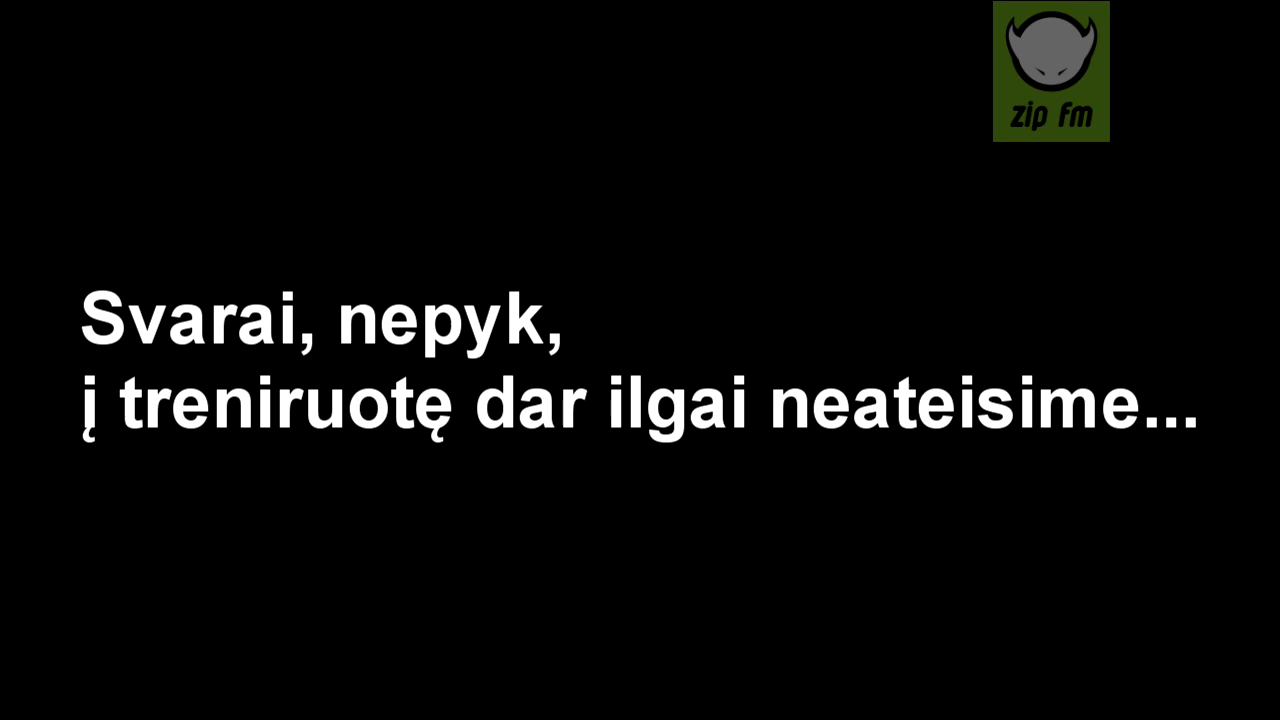 zip fm
Svarai, nepyk,
į treniruotę dar ilgai neateisime...